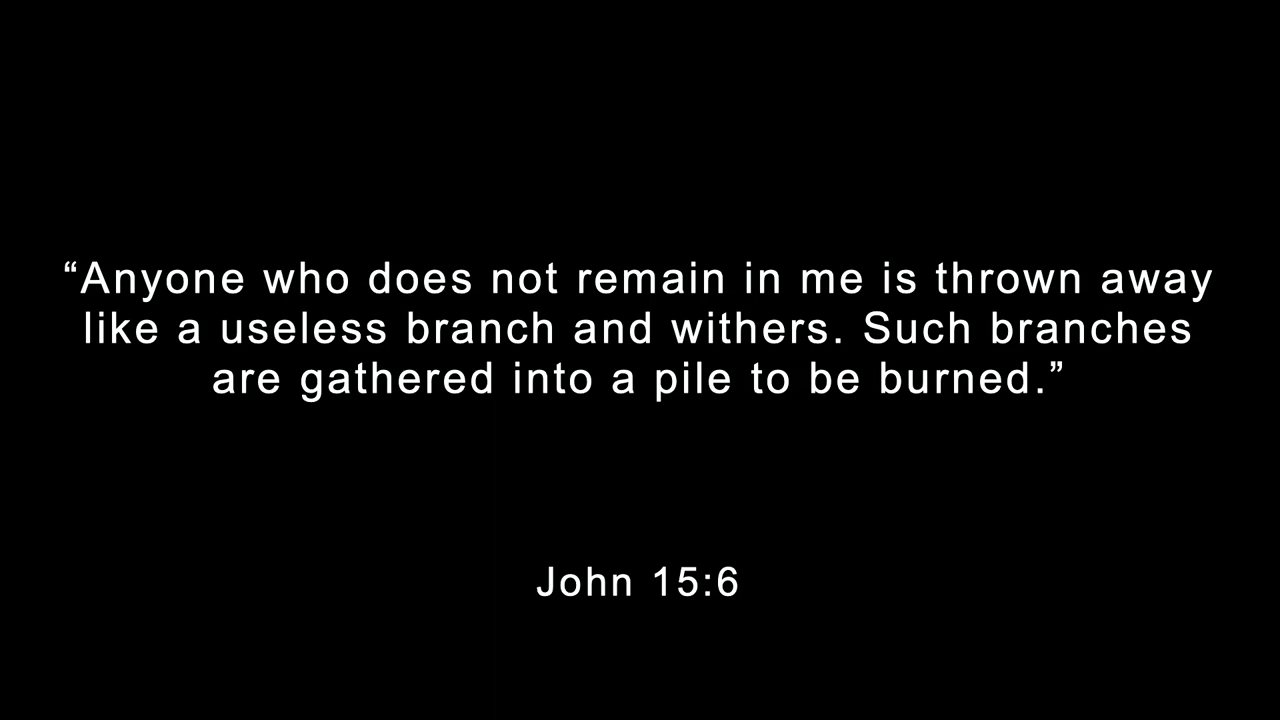 “Anyone who does not remain in me is thrown away
like a useless branch and withers. Such branches
are gathered into a pile to be burned.”
John 15:6